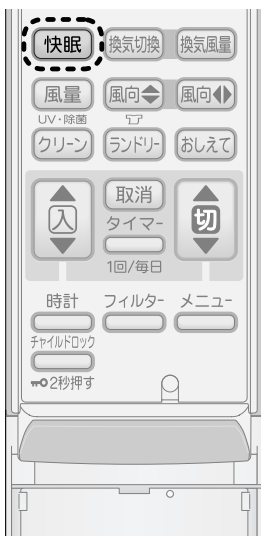 快眠 換気切換 換気風量
風量 風向 風向
UV・除菌
クリーン ランドリー おしえて
入 取消 切
タイマー
1回/毎日
時計 フィルター メニュー
チャイルドロック
2秒押す